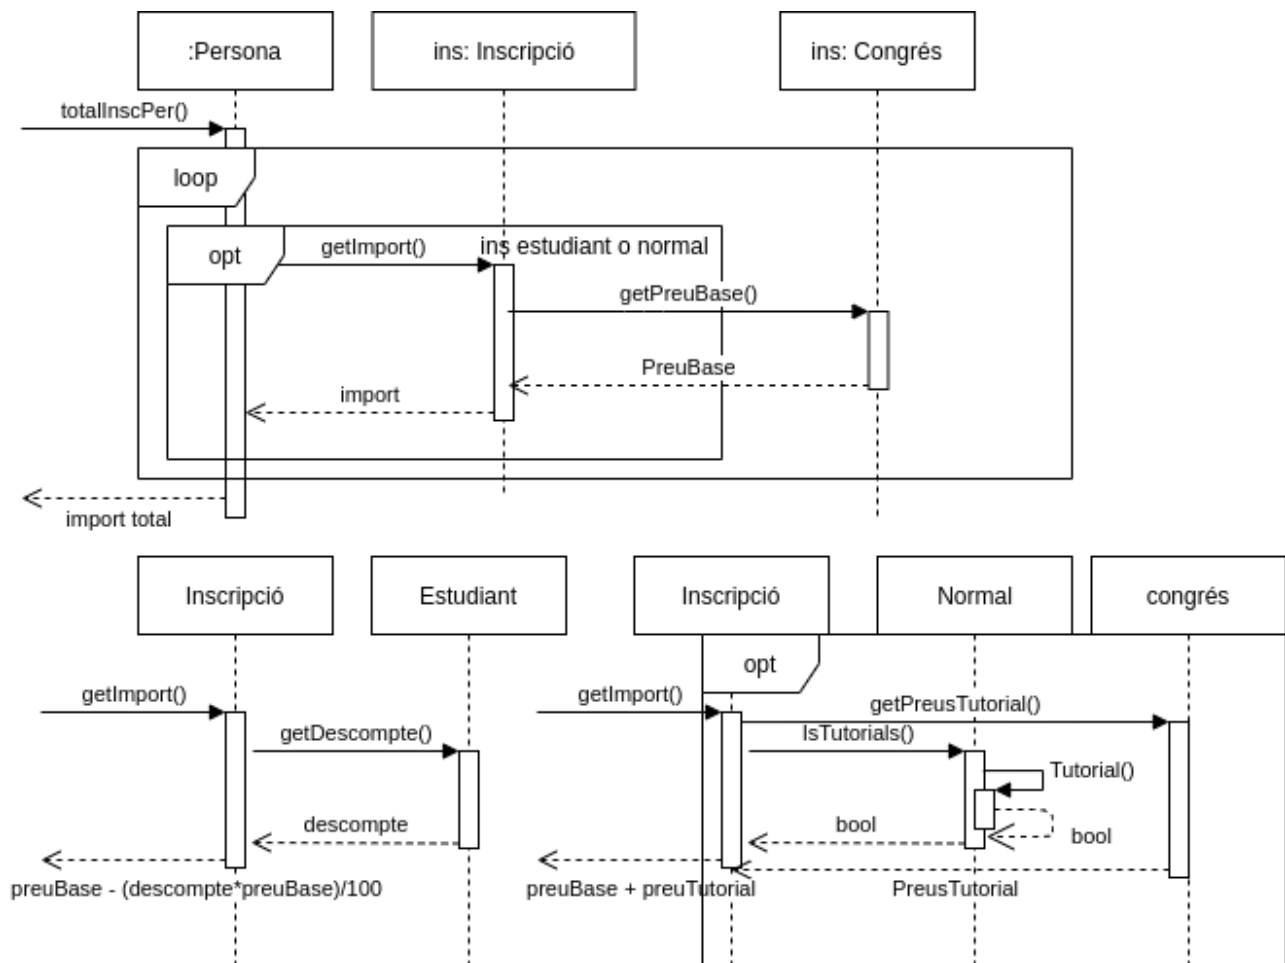 :Persona
ins: Inscripció
ins: Congrés
totalInscPer()
loop
opt
getImport()
ins estudiant o normal
getPreuBase()
PreuBase
import
import total
Inscripció
Estudiant
Inscripció
Normal
congrés
opt
getImport()
getImport()
getPreusTutorial()
getDescompte()
IsTutorials()
Tutorial()
descompte
bool
bool
preuBase - (descompte*preuBase)/100
preuBase + preuTutorial
PreusTutorial